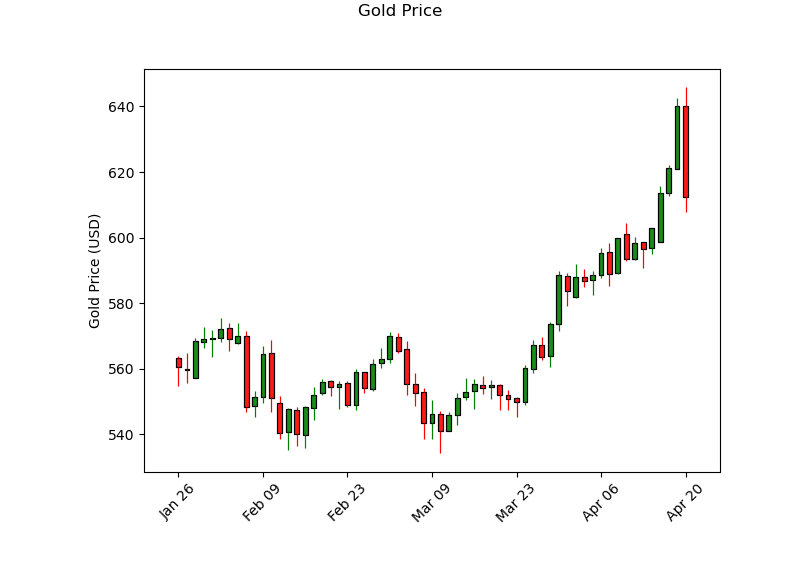 Gold Price
Gold Price (USD)
640
620
600
580
560
540
Jan 26
Feb 09
Feb 23
Mar 09
Mar 23
Apr 06
Apr 20